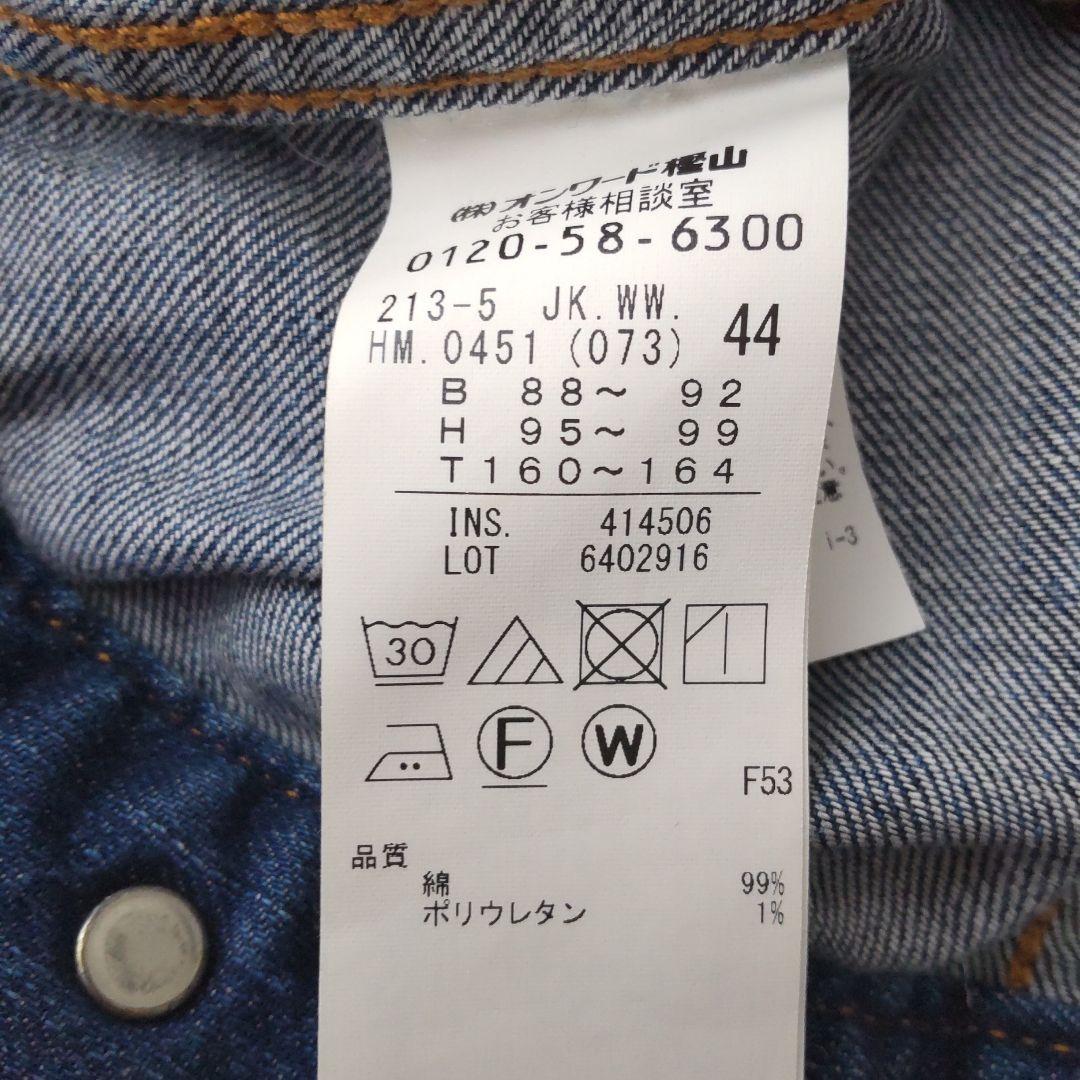 ㈱オンワード樫山
お客様相談室
0120-58-6300
213-5 JK.WW.
HM.0451 (073) 44
B 88～ 92
H 95～ 99
T160～164
INS. 414506
LOT 6402916
30
F W
F53
品質
綿 99%
ポリウレタン 1%
い。
i-3